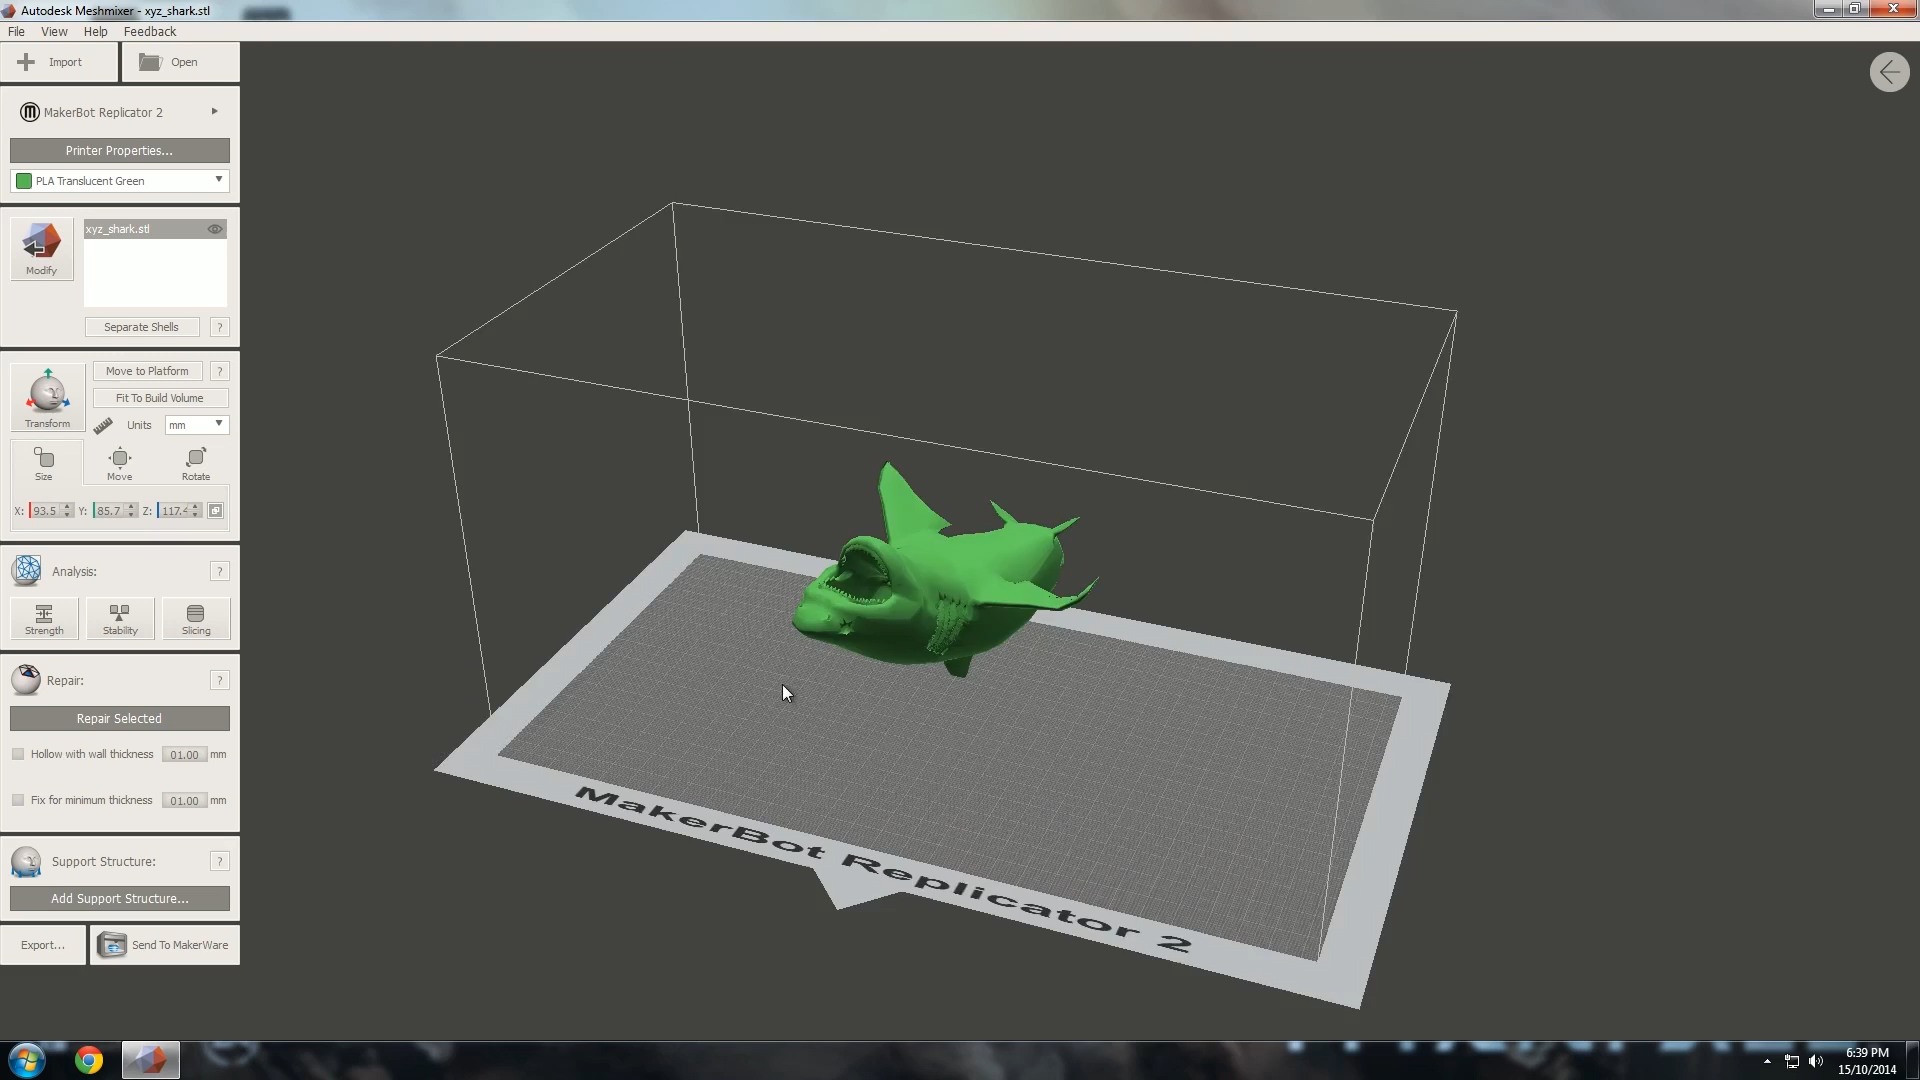 Autodesk Meshmixer - xyz_shark.stl
File View Help Feedback
Import Open
MakerBot Replicator 2
Printer Properties...
PLA Translucent Green
xyz_shark.stl
Modify
Separate Shells ?
Move to Platform ?
Fit To Build Volume
Transform
Units mm
Size Move Rotate
X: 93.5 Y: 85.7 Z: 117.4
Analysis: ?
Strength Stability Slicing
Repair: ?
Repair Selected
Hollow with wall thickness 01.00 mm
Fix for minimum thickness 01.00 mm
Support Structure: ?
Add Support Structure...
Export... Send To MakerWare
MakerBot Replicator 2
6:39 PM
15/10/2014